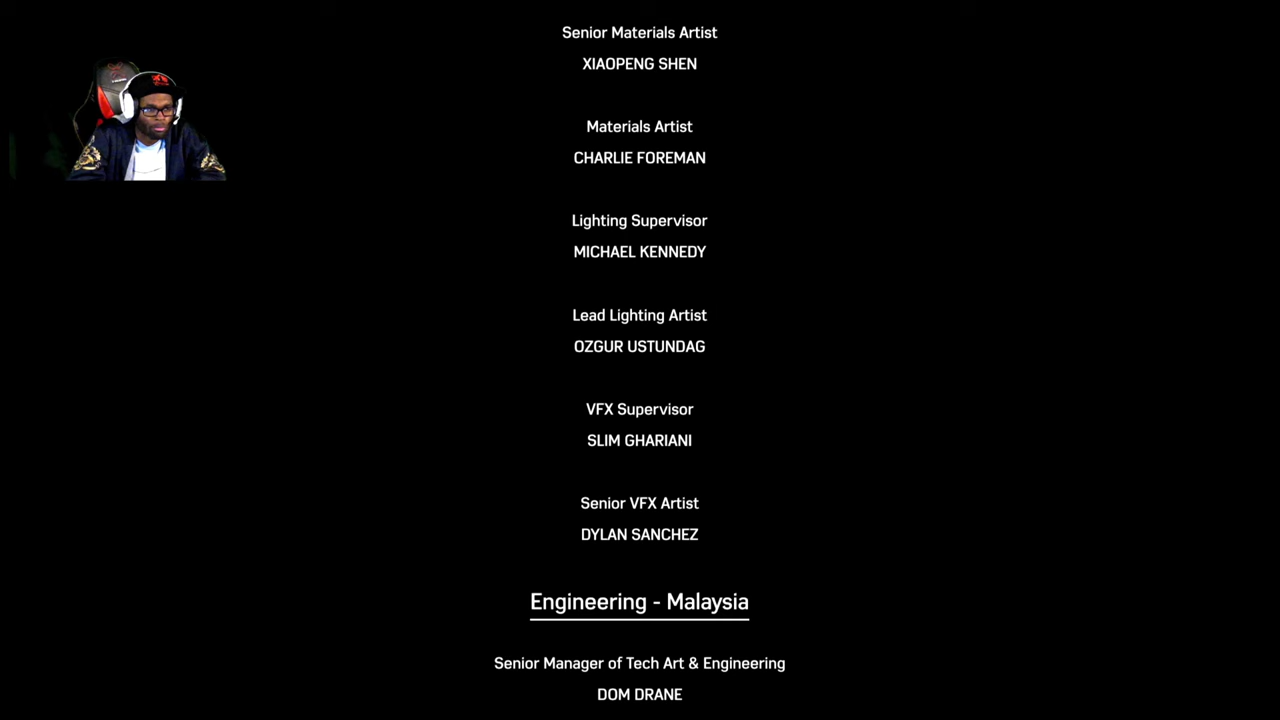 Senior Materials Artist
XIAOPENG SHEN
Materials Artist
CHARLIE FOREMAN
Lighting Supervisor
MICHAEL KENNEDY
Lead Lighting Artist
OZGUR USTUNDAG
VFX Supervisor
SLIM GHARIANI
Senior VFX Artist
DYLAN SANCHEZ
Engineering - Malaysia
Senior Manager of Tech Art & Engineering
DOM DRANE